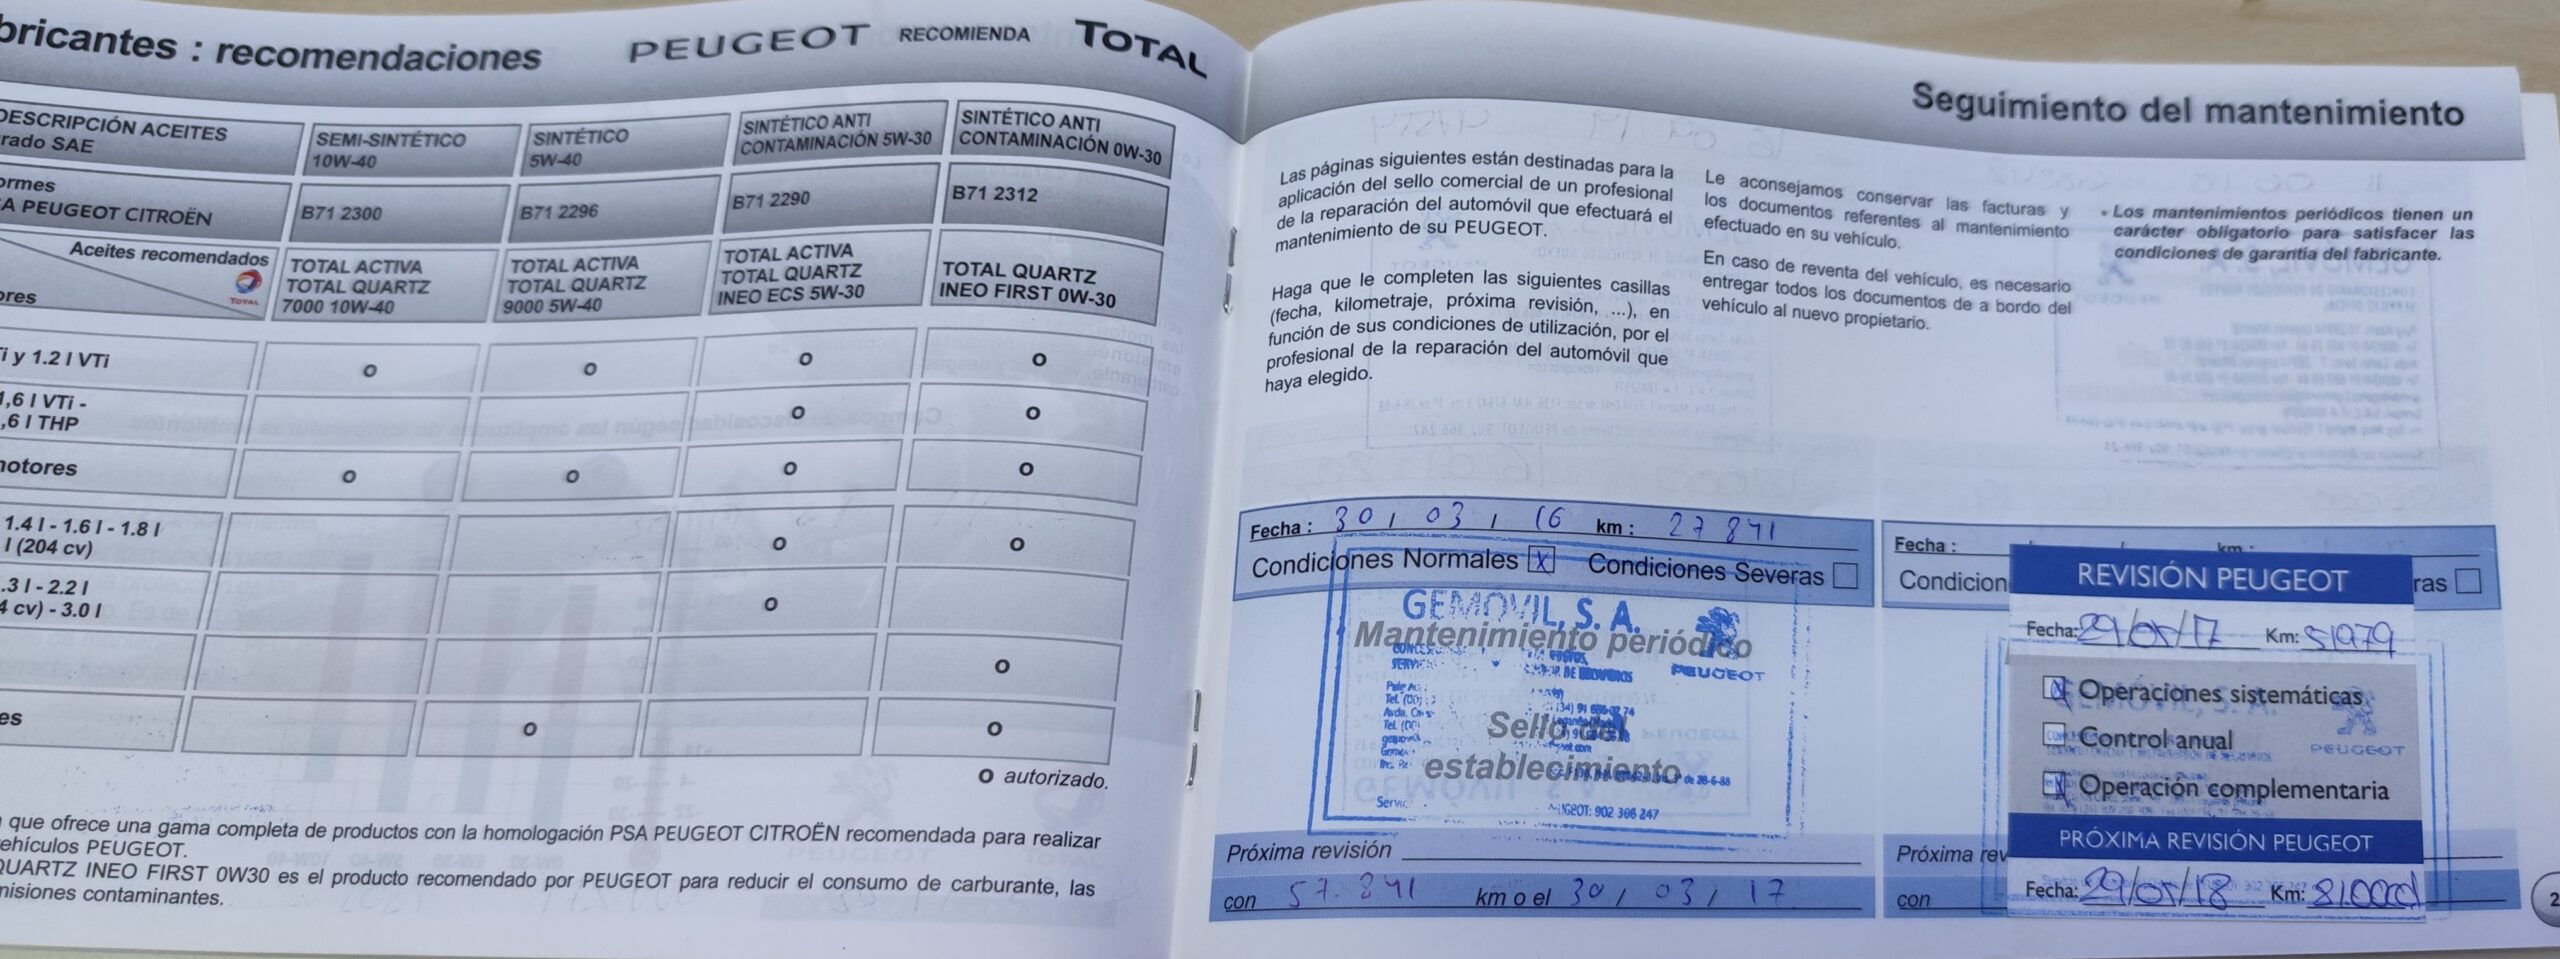 bricantes : recomendaciones
PEUGEOT RECOMIENDA TOTAL
DESCRIPCIÓN ACEITES
rado SAE
SEMI-SINTÉTICO
10W-40
SINTÉTICO
5W-40
SINTÉTICO ANTI
CONTAMINACIÓN 5W-30
SINTÉTICO ANTI
CONTAMINACIÓN 0W-30
ormes
SA PEUGEOT CITROËN
B71 2300
B71 2296
B71 2290
B71 2312
Aceites recomendados
TOTAL
ores
TOTAL ACTIVA
TOTAL QUARTZ
7000 10W-40
TOTAL ACTIVA
TOTAL QUARTZ
9000 5W-40
TOTAL ACTIVA
TOTAL QUARTZ
INEO ECS 5W-30
TOTAL QUARTZ
INEO FIRST 0W-30
i y 1.2 l VTi o o o o
1,6 l VTi -
,6 l THP o o
motores o o o o
1.4 l - 1.6 l - 1.8 l
l (204 cv) o o
.3 l - 2.2 l
4 cv) - 3.0 l o
o
es o o
o autorizado.
que ofrece una gama completa de productos con la homologación PSA PEUGEOT CITROËN recomendada para realizar
ehículos PEUGEOT.
QUARTZ INEO FIRST 0W30 es el producto recomendado por PEUGEOT para reducir el consumo de carburante, las
misiones contaminantes.
Seguimiento del mantenimiento
Las páginas siguientes están destinadas para la
aplicación del sello comercial de un profesional
de la reparación del automóvil que efectuará el
mantenimiento de su PEUGEOT.
Haga que le completen las siguientes casillas
(fecha, kilometraje, próxima revisión, ...), en
función de sus condiciones de utilización, por el
profesional de la reparación del automóvil que
haya elegido.
Le aconsejamos conservar las facturas y
los documentos referentes al mantenimiento
efectuado en su vehículo.
En caso de reventa del vehículo, es necesario
entregar todos los documentos de a bordo del
vehículo al nuevo propietario.
• Los mantenimientos periódicos tienen un
carácter obligatorio para satisfacer las
condiciones de garantía del fabricante.
Fecha : 30 / 03 / 16 km : 27 841
Condiciones Normales X Condiciones Severas
GEMOVIL, S. A.
Mantenimiento periódico
PEUGEOT
Sello del
establecimiento
902 366 247
Próxima revisión
con 57.841 km o el 30 / 03 / 17
Fecha : km :
Condicion ras
REVISIÓN PEUGEOT
Fecha: 29/05/17 Km: 51979
X Operaciones sistemáticas
Control anual
X Operación complementaria
PEUGEOT
PRÓXIMA REVISIÓN PEUGEOT
Fecha: 29/05/18 Km: 81.000
Próxima rev
con
2